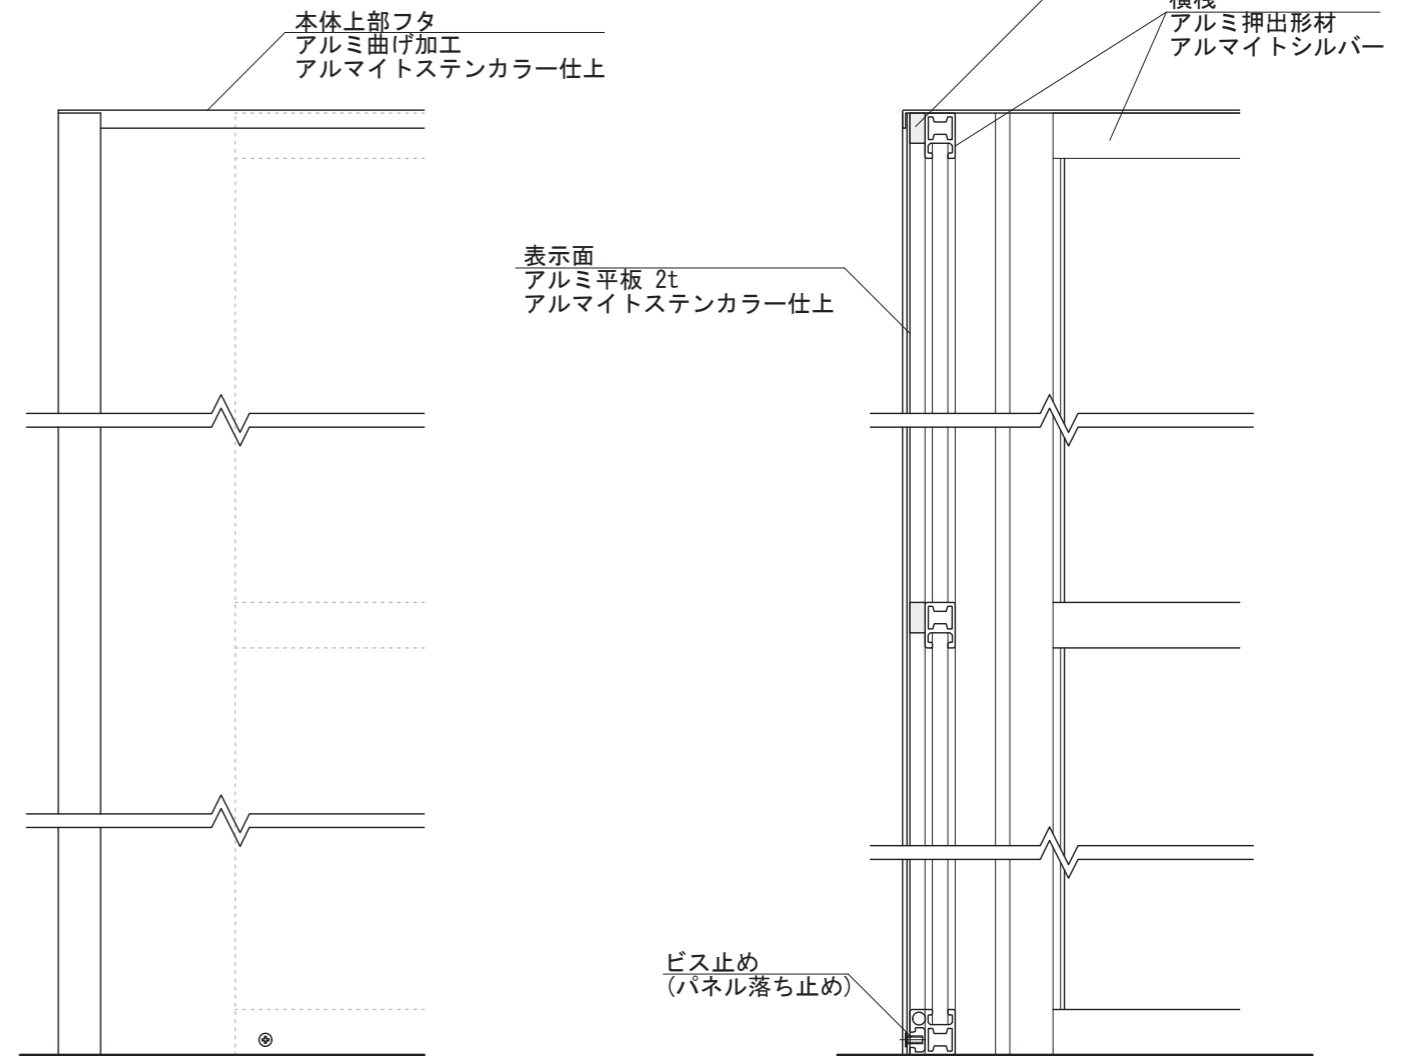 本体上部フタ
アルミ曲げ加工
アルマイトステンカラー仕上
横桟
アルミ押出形材
アルマイトシルバー
表示面
アルミ平板 2t
アルマイトステンカラー仕上
ビス止め
(パネル落ち止め)